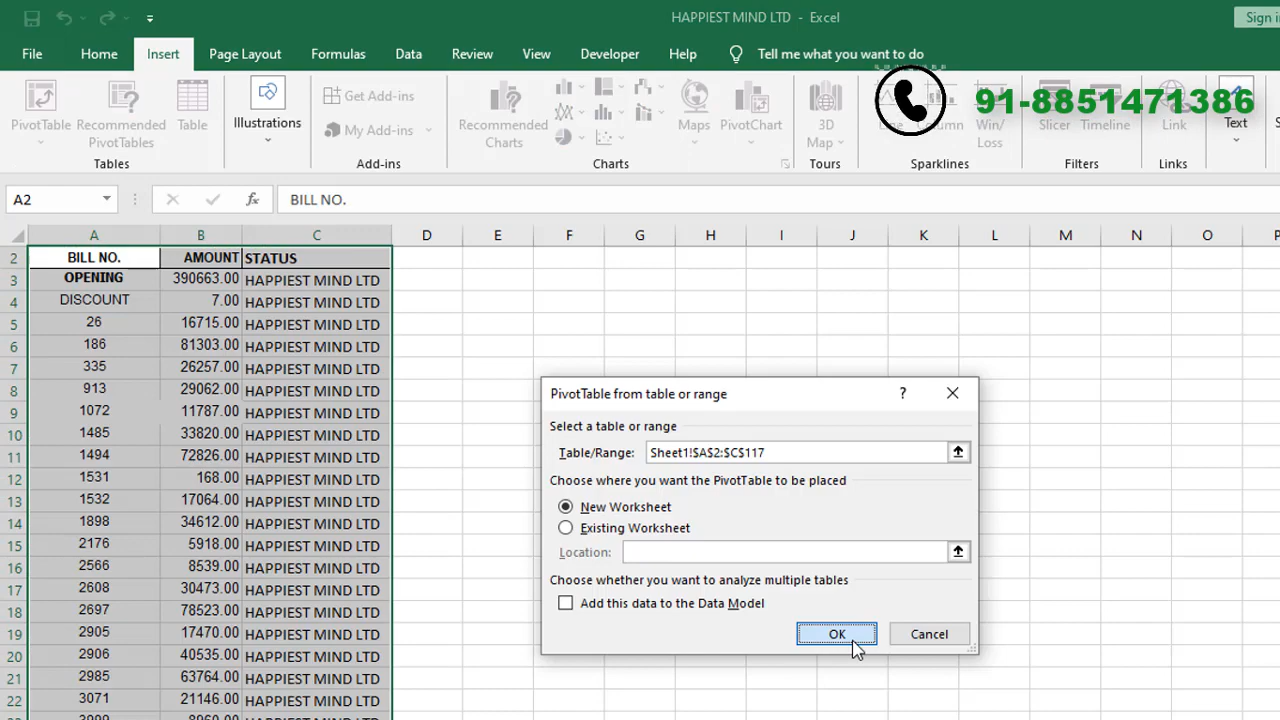 HAPPIEST MIND LTD - Excel
Sign i
File Home Insert Page Layout Formulas Data Review View Developer Help Tell me what you want to do
PivotTable Recommended PivotTables Table Illustrations Get Add-ins My Add-ins Recommended Charts Maps PivotChart 3D Map Line Column Win/Loss Slicer Timeline Link Text
91-8851471386
Tables Add-ins Charts Tours Sparklines Filters Links
A2 fx BILL NO.
A B C D E F G H I J K L M N O P
2 BILL NO. AMOUNT STATUS
3 OPENING 390663.00 HAPPIEST MIND LTD
4 DISCOUNT 7.00 HAPPIEST MIND LTD
5 26 16715.00 HAPPIEST MIND LTD
6 186 81303.00 HAPPIEST MIND LTD
7 335 26257.00 HAPPIEST MIND LTD
8 913 29062.00 HAPPIEST MIND LTD
9 1072 11787.00 HAPPIEST MIND LTD
10 1485 33820.00 HAPPIEST MIND LTD
11 1494 72826.00 HAPPIEST MIND LTD
12 1531 168.00 HAPPIEST MIND LTD
13 1532 17064.00 HAPPIEST MIND LTD
14 1898 34612.00 HAPPIEST MIND LTD
15 2176 5918.00 HAPPIEST MIND LTD
16 2566 8539.00 HAPPIEST MIND LTD
17 2608 30473.00 HAPPIEST MIND LTD
18 2697 78523.00 HAPPIEST MIND LTD
19 2905 17470.00 HAPPIEST MIND LTD
20 2906 40535.00 HAPPIEST MIND LTD
21 2985 63764.00 HAPPIEST MIND LTD
22 3071 21146.00 HAPPIEST MIND LTD
PivotTable from table or range ?
Select a table or range
Table/Range: Sheet1!$A$2:$C$117
Choose where you want the PivotTable to be placed
New Worksheet
Existing Worksheet
Location:
Choose whether you want to analyze multiple tables
Add this data to the Data Model
OK Cancel